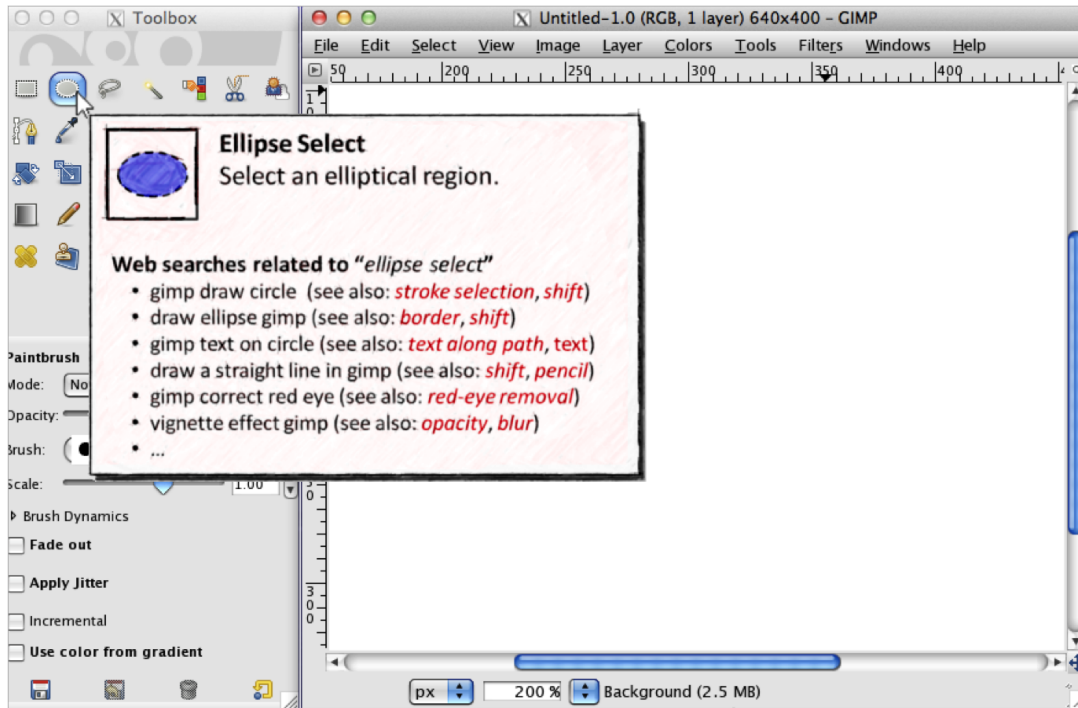 Toolbox
Untitled-1.0 (RGB, 1 layer) 640x400 – GIMP
File Edit Select View Image Layer Colors Tools Filters Windows Help
200 250 300 350 400
Ellipse Select
Select an elliptical region.
Web searches related to “ellipse select”
• gimp draw circle (see also: stroke selection, shift)
• draw ellipse gimp (see also: border, shift)
• gimp text on circle (see also: text along path, text)
• draw a straight line in gimp (see also: shift, pencil)
• gimp correct red eye (see also: red-eye removal)
• vignette effect gimp (see also: opacity, blur)
• ...
Paintbrush
Mode: No
Opacity:
Brush:
Scale: 1.00
Brush Dynamics
Fade out
Apply Jitter
Incremental
Use color from gradient
300
px 200 % Background (2.5 MB)